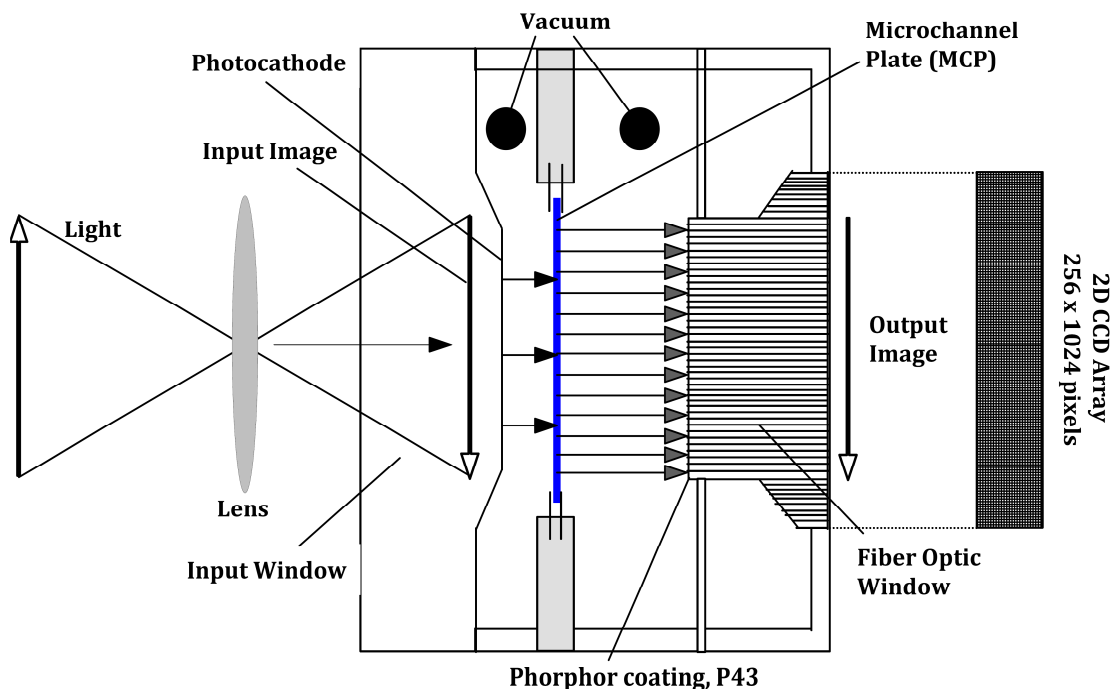 Vacuum
Microchannel
Plate (MCP)
Photocathode
Input Image
Light
2D CCD Array
256 x 1024 pixels
Output
Image
Lens
Input Window
Fiber Optic
Window
Phorphor coating, P43